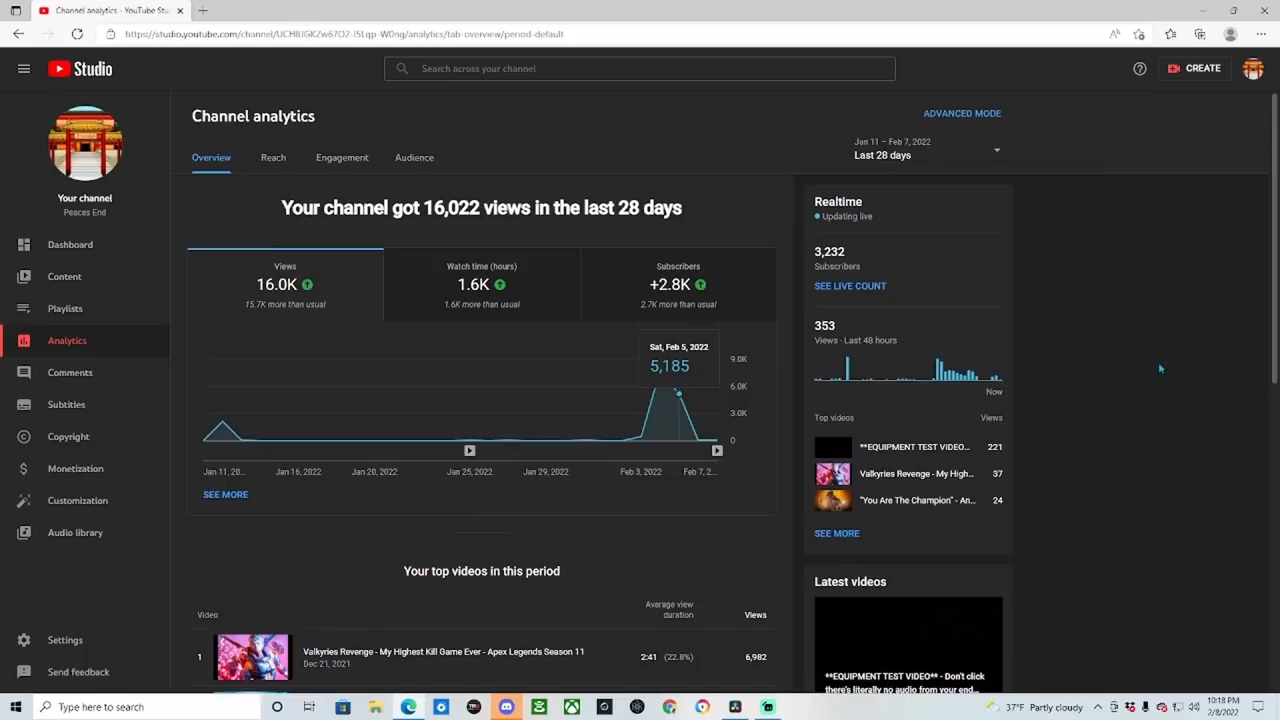 Channel analytics - YouTube Stu
https://studio.youtube.com/channel/UCH8JGKZw67O2-I5Lqp-W0ng/analytics/tab-overview/period-default
Studio
Search across your channel
CREATE
Your channel
Peaces End
Dashboard
Content
Playlists
Analytics
Comments
Subtitles
Copyright
Monetization
Customization
Audio library
Settings
Send feedback
Channel analytics
ADVANCED MODE
Overview
Reach
Engagement
Audience
Jan 11 – Feb 7, 2022
Last 28 days
Your channel got 16,022 views in the last 28 days
Views
16.0K
15.7K more than usual
Watch time (hours)
1.6K
1.6K more than usual
Subscribers
+2.8K
2.7K more than usual
Sat, Feb 5, 2022
5,185
9.0K
6.0K
3.0K
0
Jan 11, 20...
Jan 16, 2022
Jan 20, 2022
Jan 25, 2022
Jan 29, 2022
Feb 3, 2022
Feb 7, 2...
SEE MORE
Your top videos in this period
Video
Average view
duration
Views
1
Valkyries Revenge - My Highest Kill Game Ever - Apex Legends Season 11
Dec 21, 2021
2:41 (22.8%)
6,982
Realtime
Updating live
3,232
Subscribers
SEE LIVE COUNT
353
Views · Last 48 hours
Now
Top videos
Views
**EQUIPMENT TEST VIDEO...
221
Valkyries Revenge - My High...
37
"You Are The Champion" - An...
24
SEE MORE
Latest videos
**EQUIPMENT TEST VIDEO** - Don't click
there's literally no audio from your end...
Type here to search
37°F Partly cloudy
10:18 PM
2/8/2022